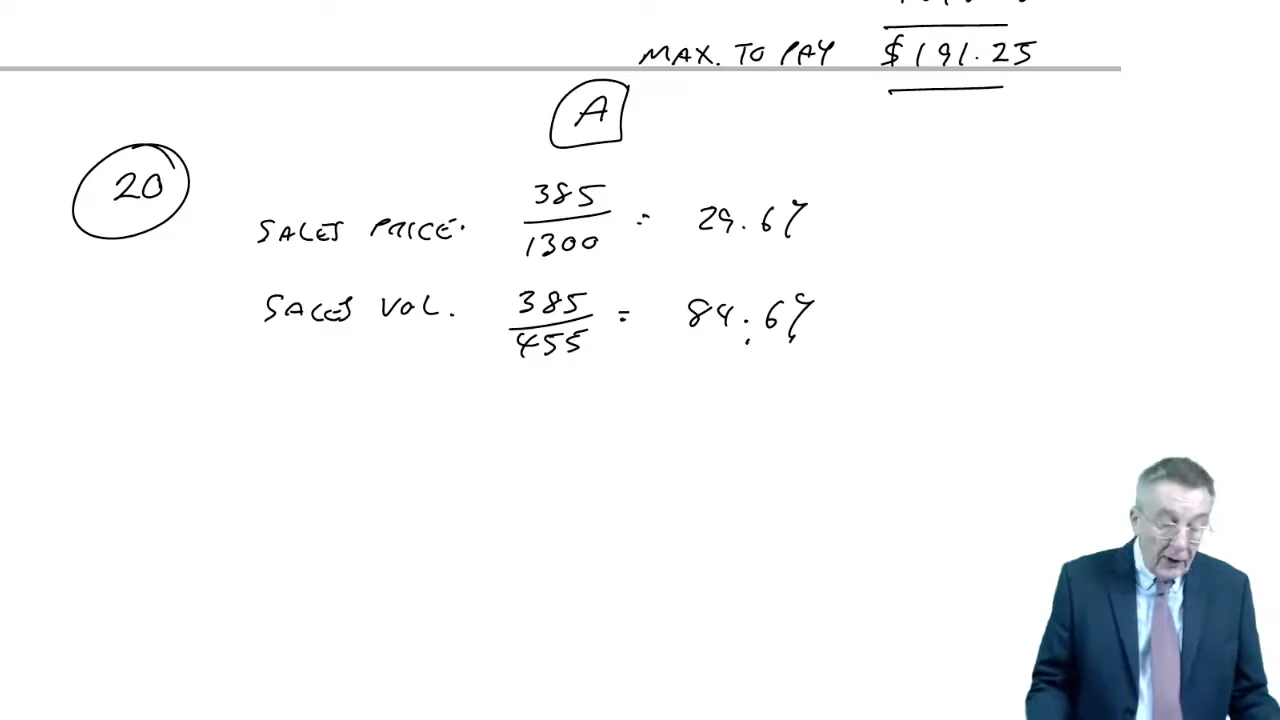 MAX. TO PAY $191.25
A
20
SALES PRICE. 385/1300 = 29.6%
SALES VOL. 385/455 = 84.6%